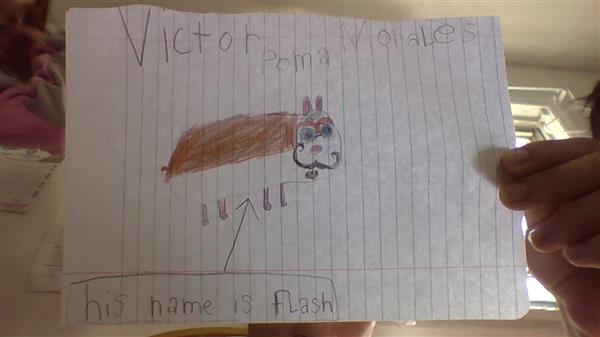 Victor Poma Morales
his name is flash